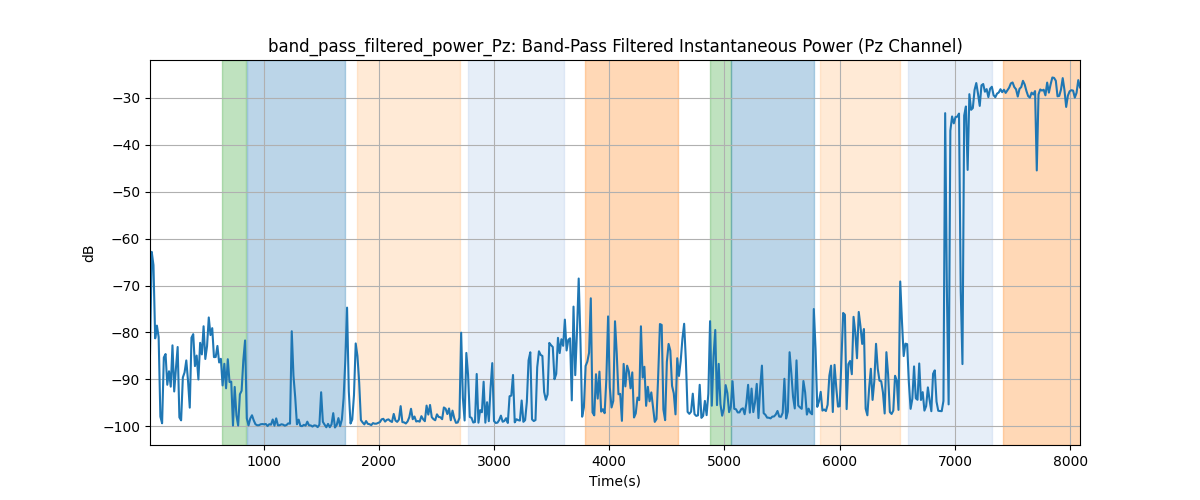 band_pass_filtered_power_Pz: Band-Pass Filtered Instantaneous Power (Pz Channel)
−30
−40
−50
−60
−70
−80
−90
−100
dB
1000 2000 3000 4000 5000 6000 7000 8000
Time(s)